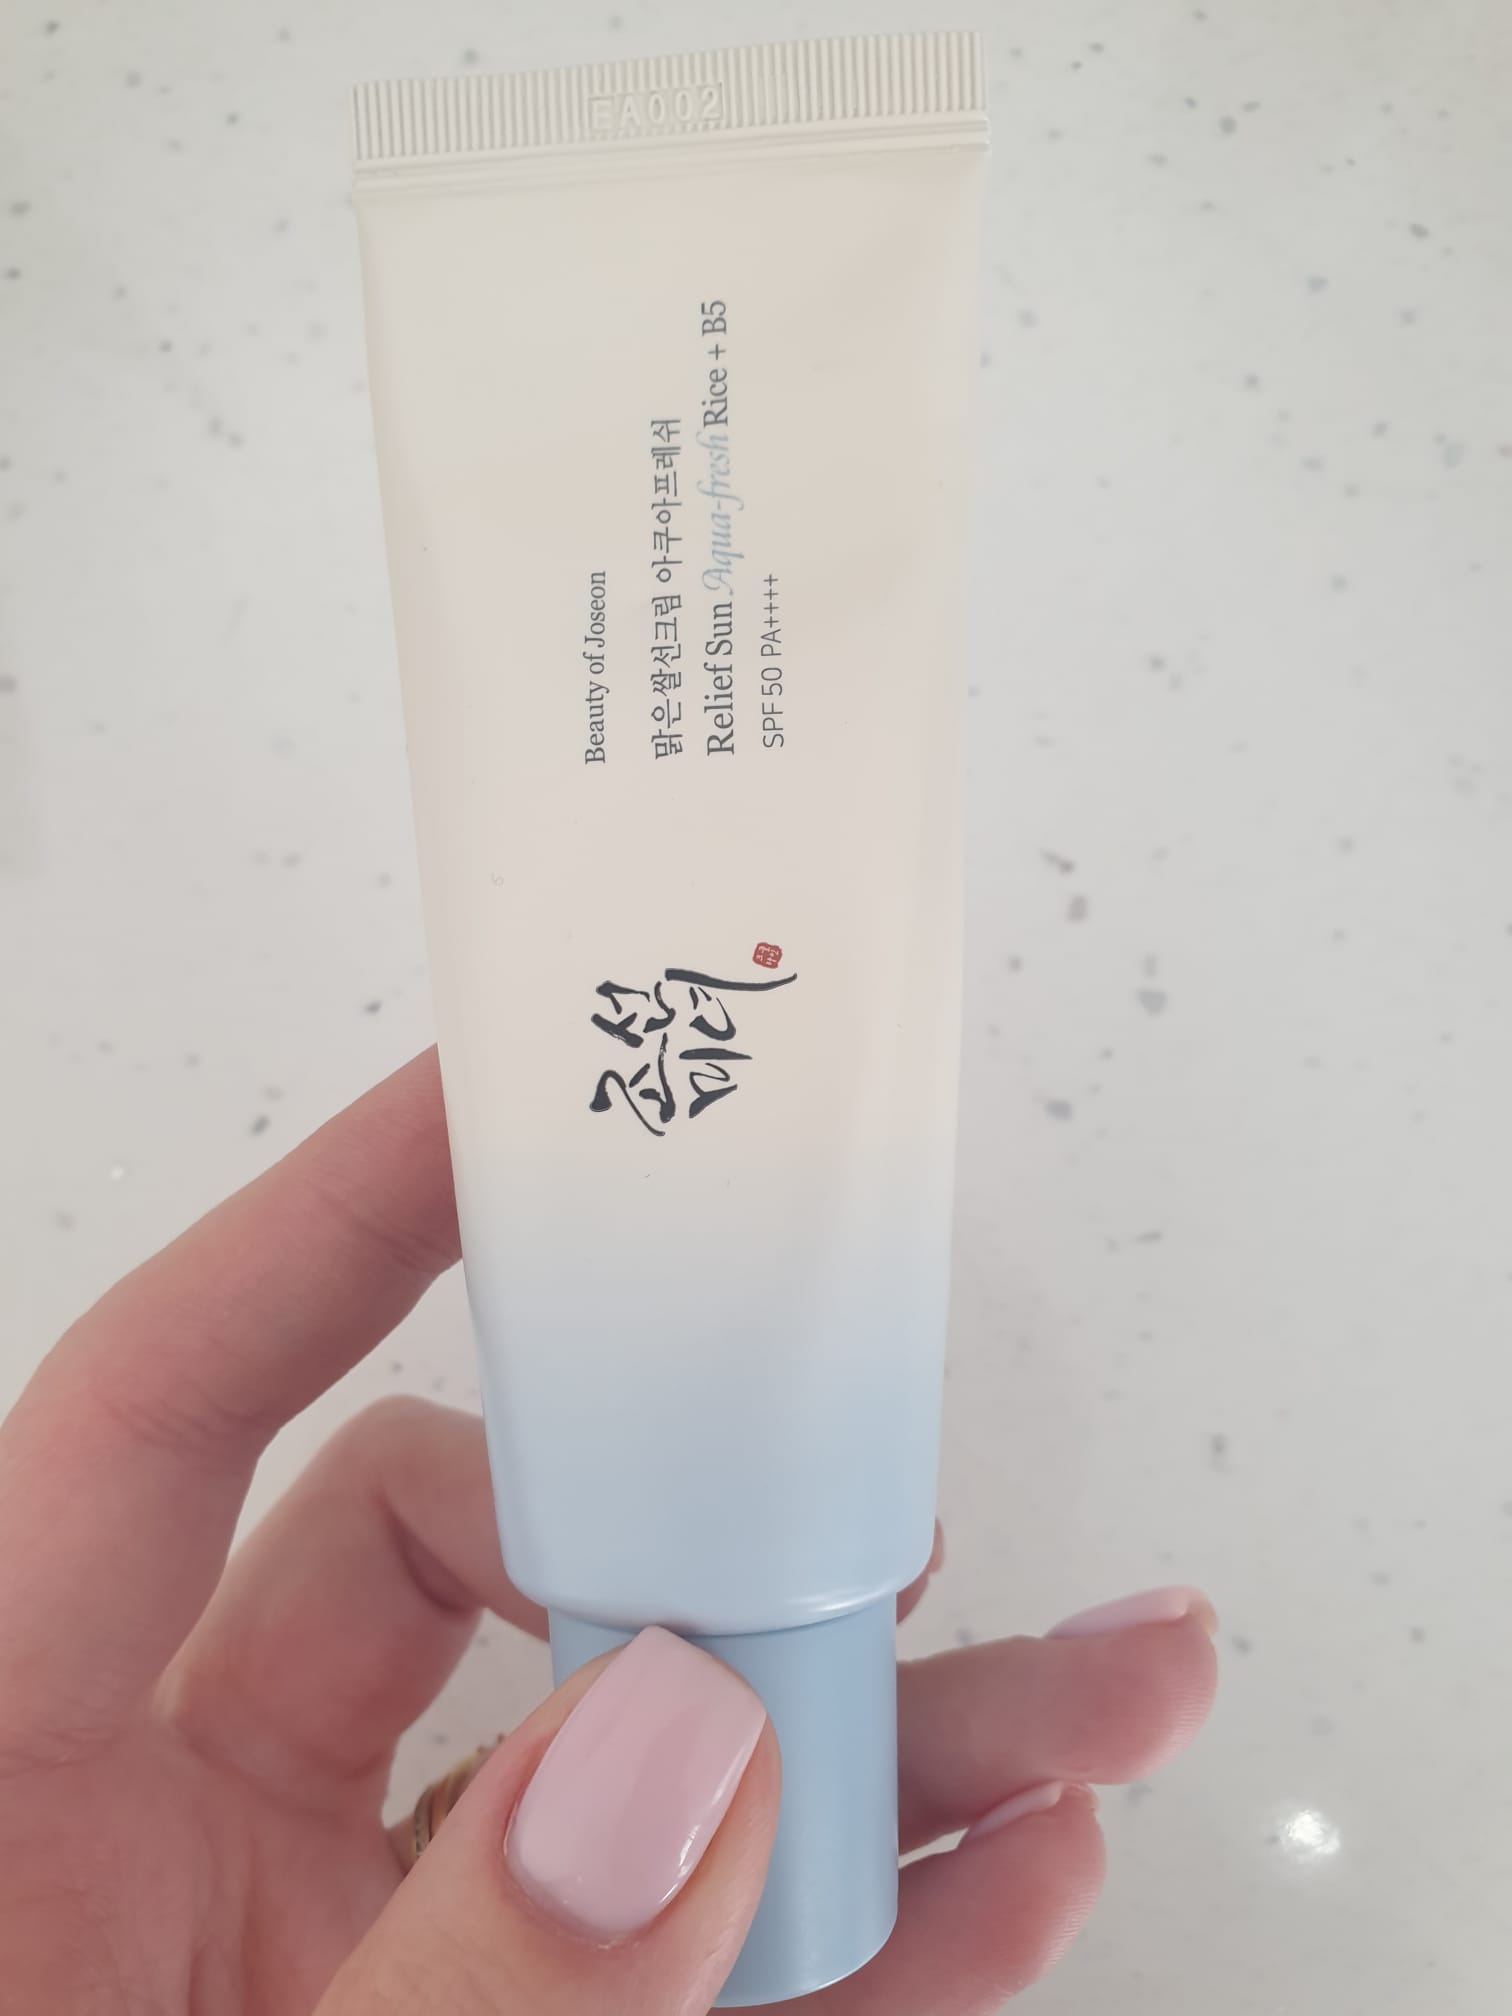 EA002
Beauty of Joseon
맑은쌀선크림 아쿠아프레쉬
Relief Sun Aqua-fresh Rice + B5
SPF 50 PA++++
조선
미녀